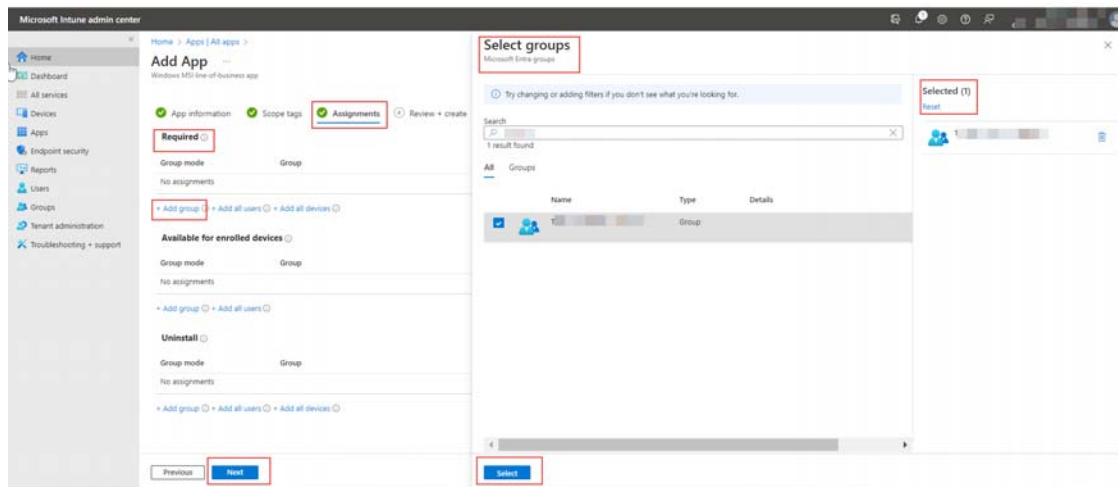 Microsoft Intune admin center
Home
Dashboard
All services
Devices
Apps
Endpoint security
Reports
Users
Groups
Tenant administration
Troubleshooting + support
Home > Apps | All apps >
Add App ...
Windows MSI line-of-business app
App information
Scope tags
Assignments
4 Review + create
Required
Group mode Group
No assignments
+ Add group + Add all users + Add all devices
Available for enrolled devices
Group mode Group
No assignments
+ Add group + Add all users
Uninstall
Group mode Group
No assignments
+ Add group + Add all users + Add all devices
Previous
Next
Select groups
Microsoft Entra groups
Try changing or adding filters if you don't see what you're looking for.
Search
1 result found
All Groups
Name Type Details
Group
Select
Selected (1)
Reset